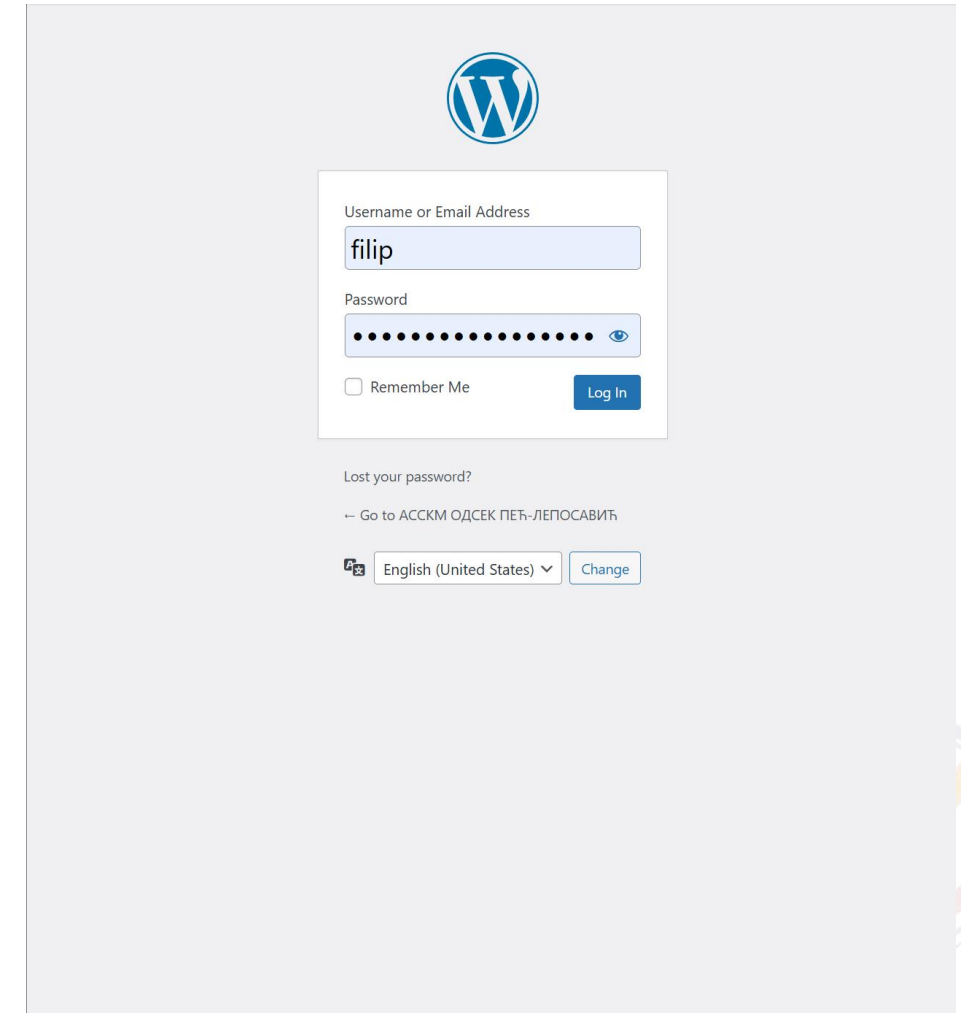 Username or Email Address
filip
Password
Remember Me
Log In
Lost your password?
← Go to АССКМ ОДСЕК ПЕЋ-ЛЕПОСАВИЋ
English (United States)
Change